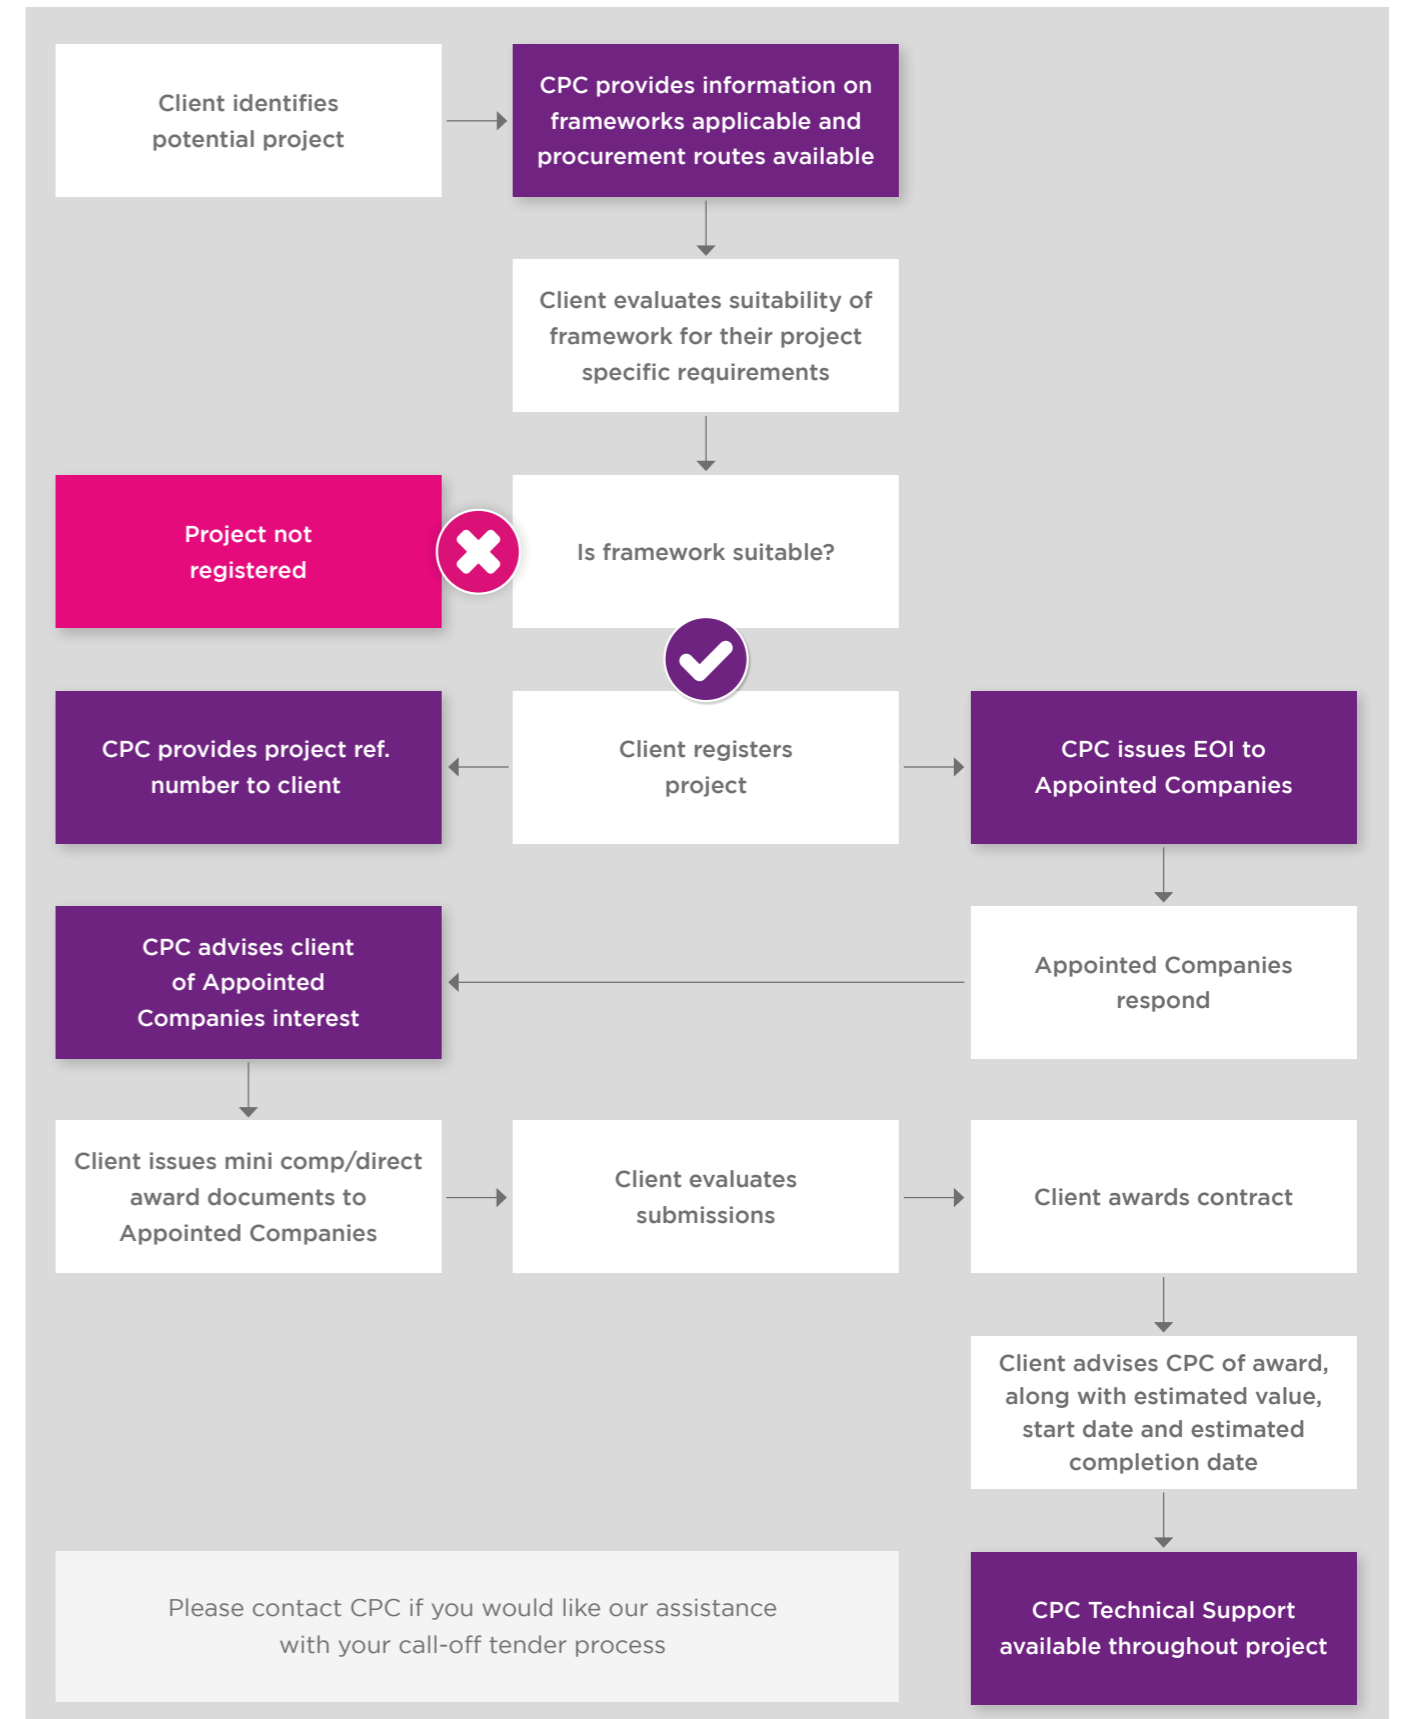 Client identifies
potential project
CPC provides information on
frameworks applicable and
procurement routes available
Client evaluates suitability of
framework for their project
specific requirements
Project not
registered
Is framework suitable?
CPC provides project ref.
number to client
Client registers
project
CPC issues EOI to
Appointed Companies
CPC advises client
of Appointed
Companies interest
Appointed Companies
respond
Client issues mini comp/direct
award documents to
Appointed Companies
Client evaluates
submissions
Client awards contract
Client advises CPC of award,
along with estimated value,
start date and estimated
completion date
Please contact CPC if you would like our assistance
with your call-off tender process
CPC Technical Support
available throughout project